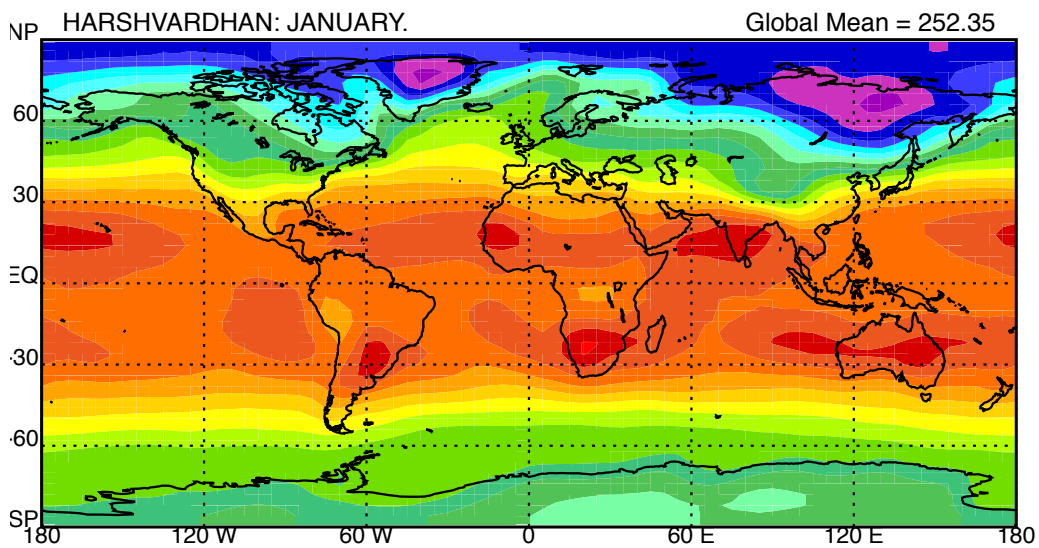 HARSHVARDHAN: JANUARY. Global Mean = 252.35
NP
60
30
EQ
-30
-60
SP
180 120 W 60 W 0 60 E 120 E 180